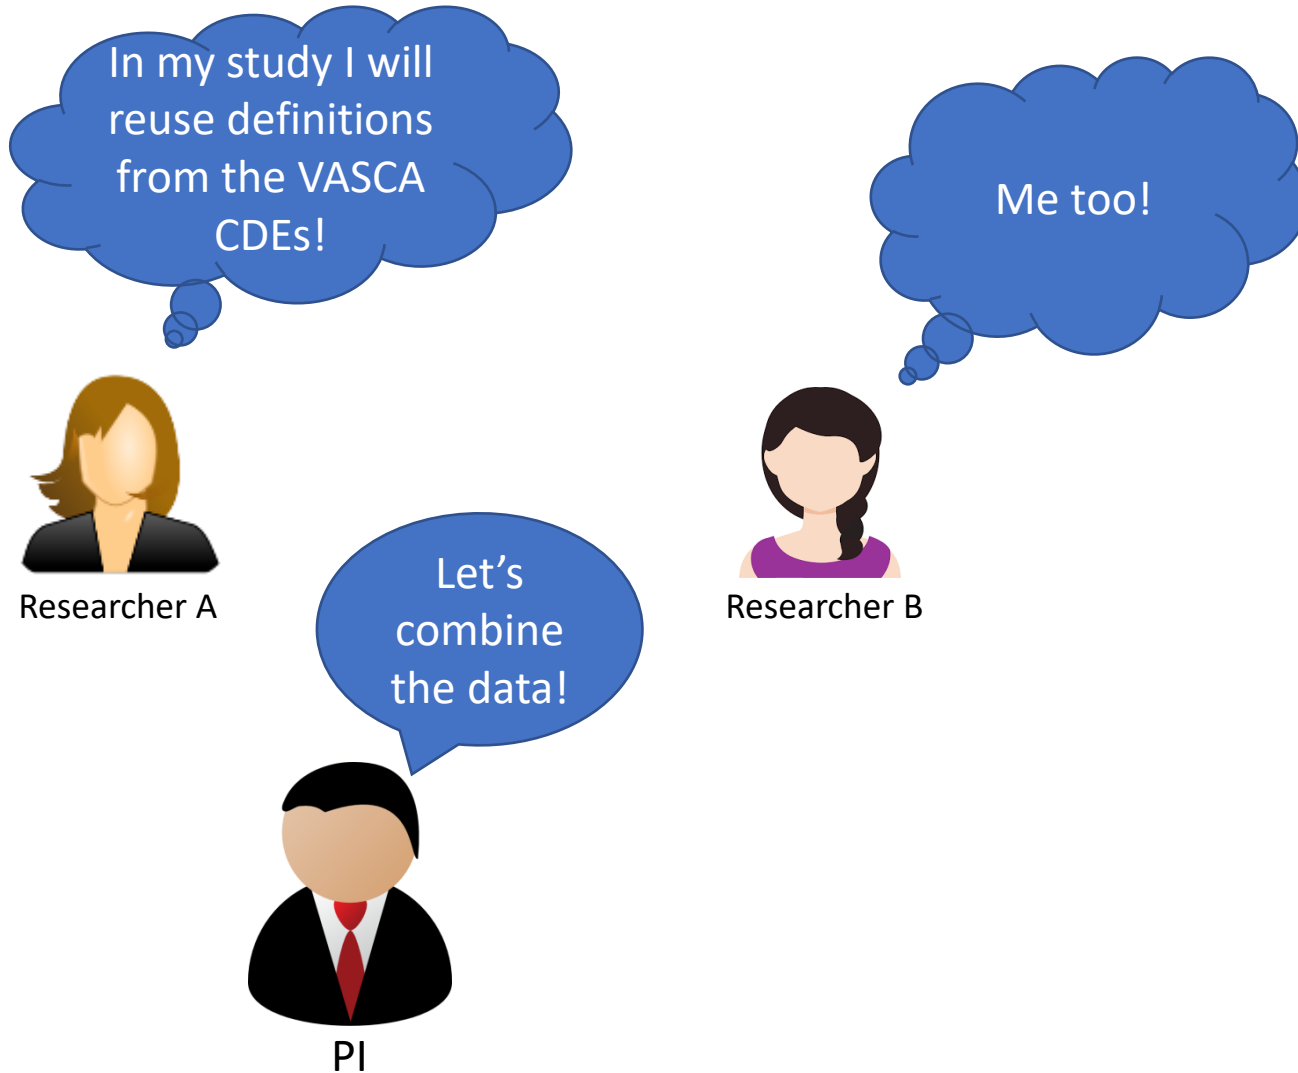 In my study I will
reuse definitions
from the VASCA
CDEs!
Me too!
Researcher A
Researcher B
Let’s
combine
the data!
PI